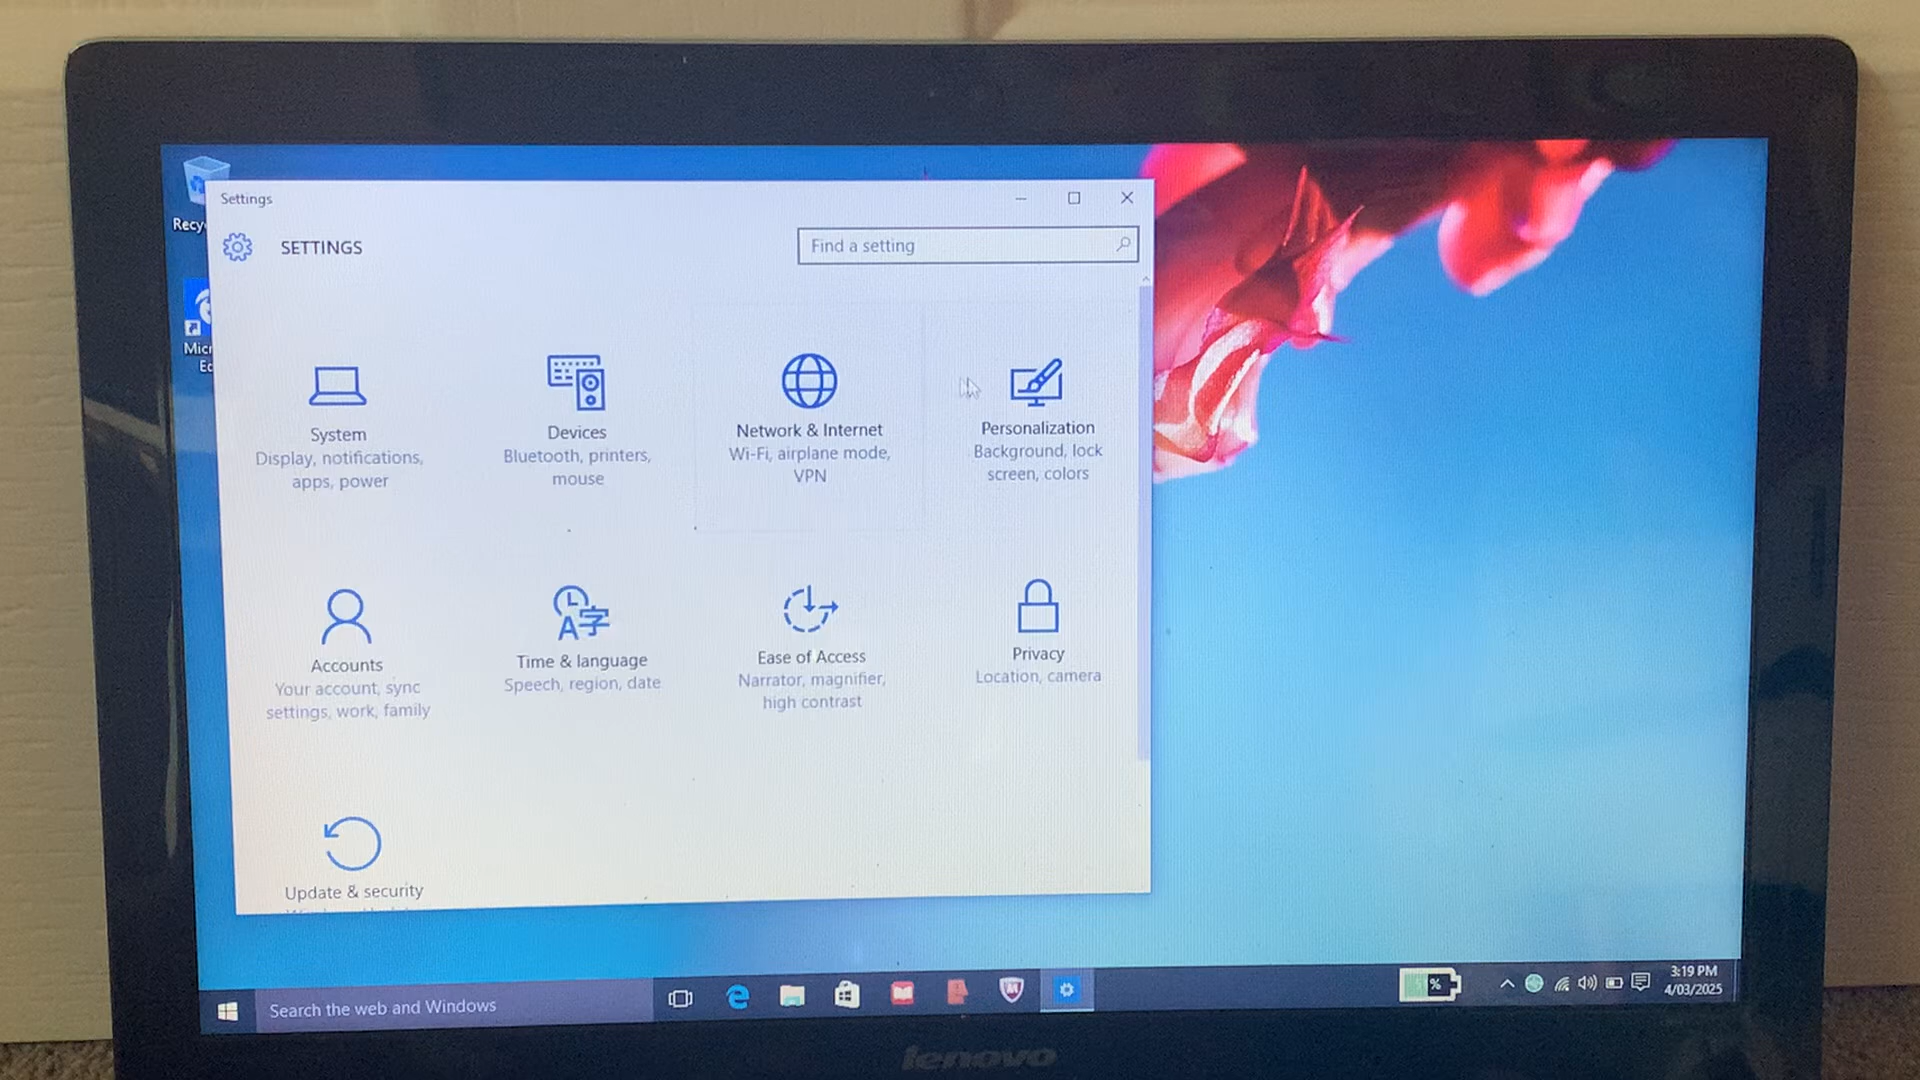 Settings
SETTINGS
Find a setting
System
Display, notifications,
apps, power
Devices
Bluetooth, printers,
mouse
Network & Internet
Wi-Fi, airplane mode,
VPN
Personalization
Background, lock
screen, colors
Accounts
Your account, sync
settings, work, family
Time & language
Speech, region, date
Ease of Access
Narrator, magnifier,
high contrast
Privacy
Location, camera
Update & security
Search the web and Windows
%
3:19 PM
4/03/2025
lenovo